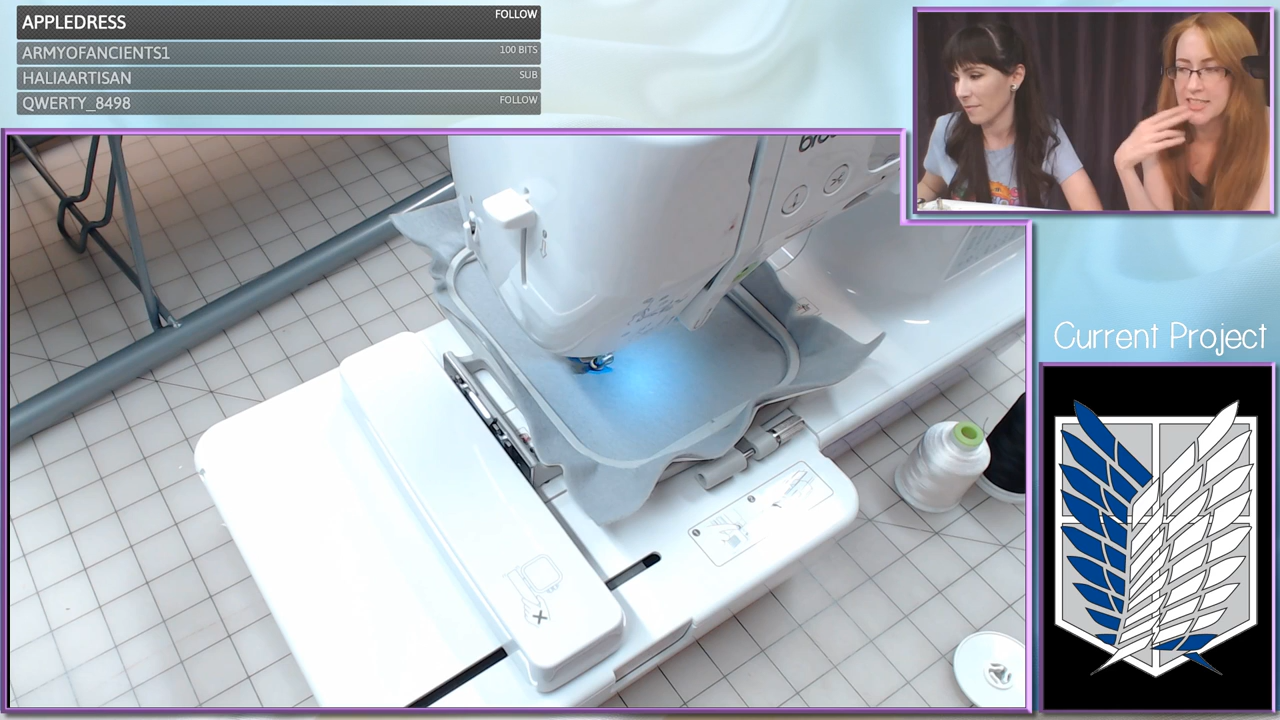 APPLEDRESS FOLLOW
ARMYOFANCIENTS1 100 BITS
HALIAARTISAN SUB
QWERTY_8498 FOLLOW
Current Project